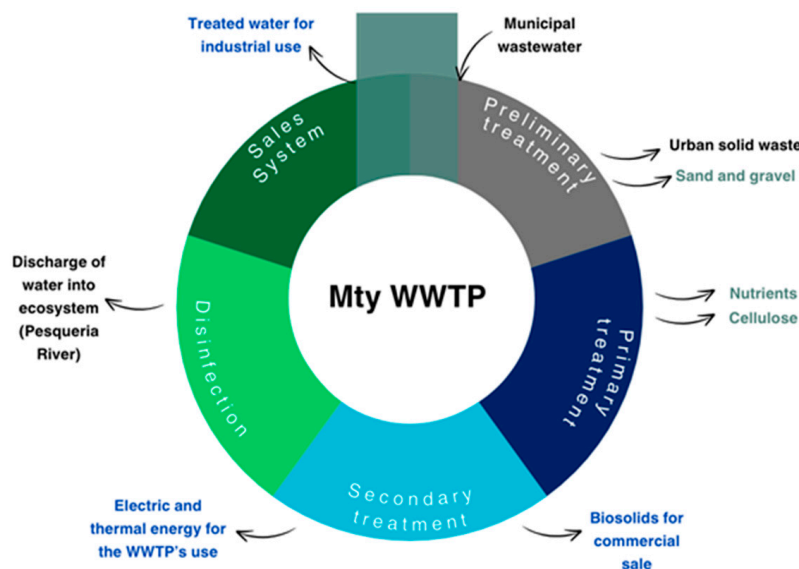 Treated water for
industrial use
Municipal
wastewater
Sales
System
Preliminary
treatment
Urban solid waste
Sand and gravel
Discharge of
water into
ecosystem
(Pesqueria
River)
Mty WWTP
Nutrients
Cellulose
Disinfection
Primary
treatment
Secondary
treatment
Electric and
thermal energy for
the WWTP's use
Biosolids for
commercial
sale